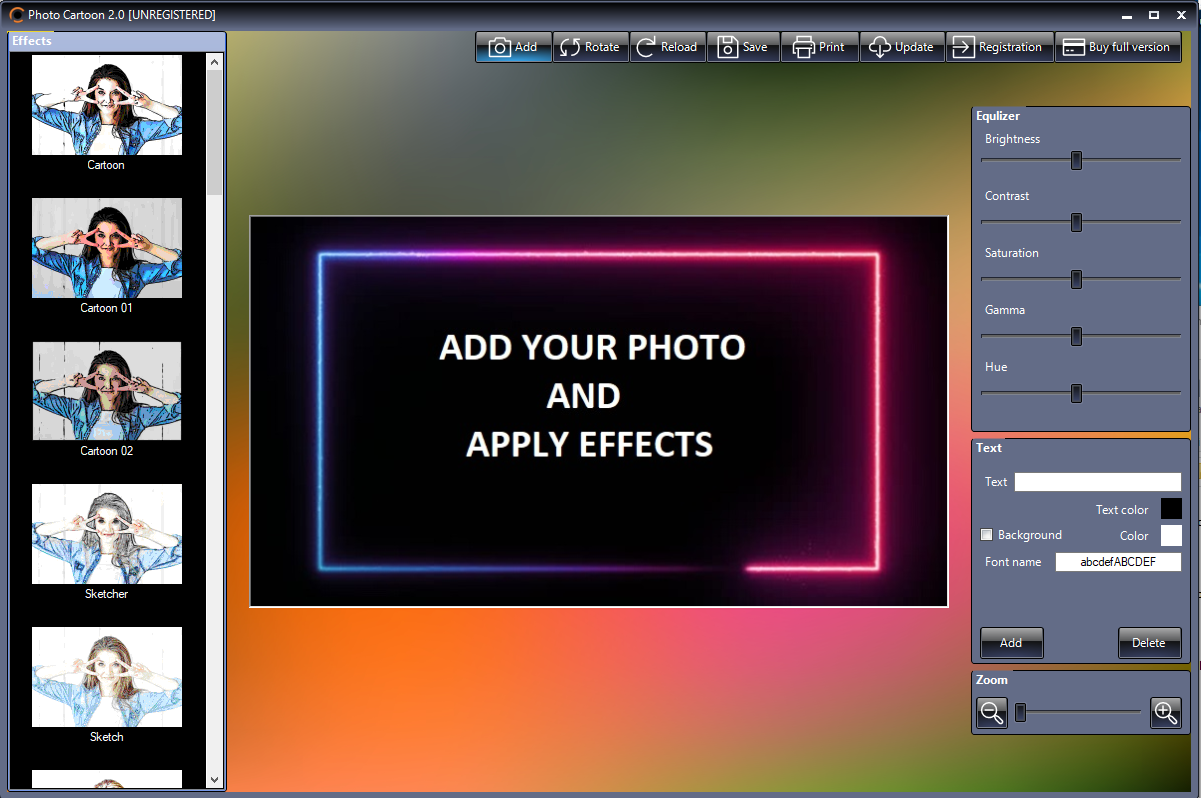 Photo Cartoon 2.0 [UNREGISTERED]
Effects
Add
Rotate
Reload
Save
Print
Update
Registration
Buy full version
Cartoon
Cartoon 01
Cartoon 02
Sketcher
Sketch
ADD YOUR PHOTO
AND
APPLY EFFECTS
Equlizer
Brightness
Contrast
Saturation
Gamma
Hue
Text
Text
Text color
Background
Color
Font name
abcdefABCDEF
Add
Delete
Zoom